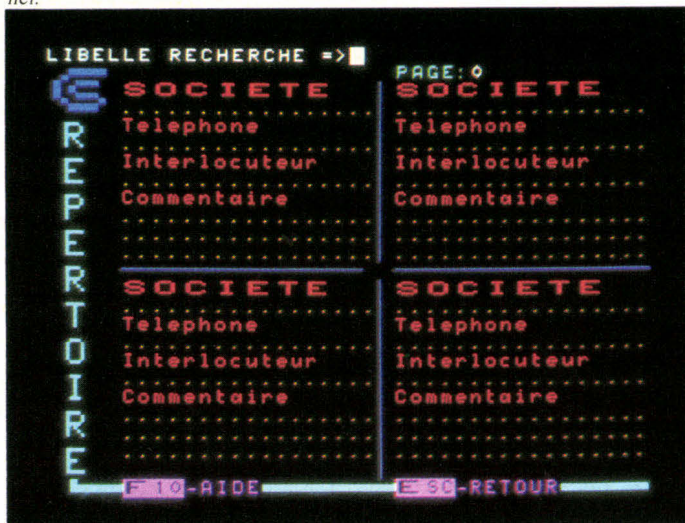 LIBELLE RECHERCHE =>
PAGE:0
REPERTOIRE
SOCIETE
Telephone
Interlocuteur
Commentaire
SOCIETE
Telephone
Interlocuteur
Commentaire
SOCIETE
Telephone
Interlocuteur
Commentaire
SOCIETE
Telephone
Interlocuteur
Commentaire
F 10-AIDE
ESC-RETOUR